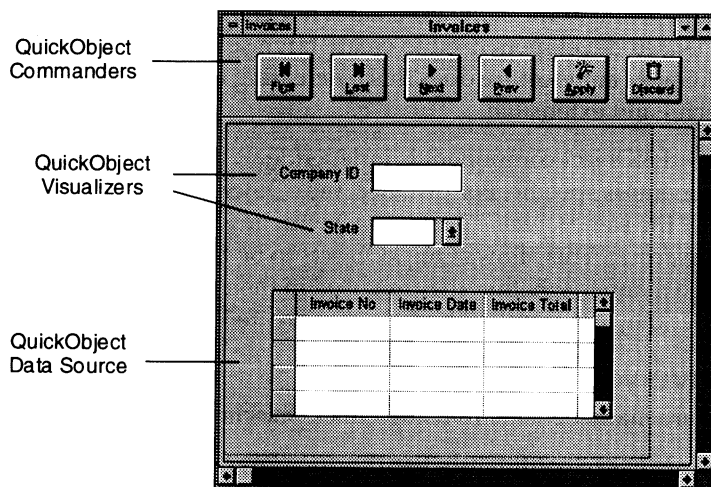 Invoices Invoices
QuickObject
Commanders
First Last Next Prev Apply Discard
QuickObject
Visualizers
Company ID
State
Invoice No Invoice Date Invoice Total
QuickObject
Data Source